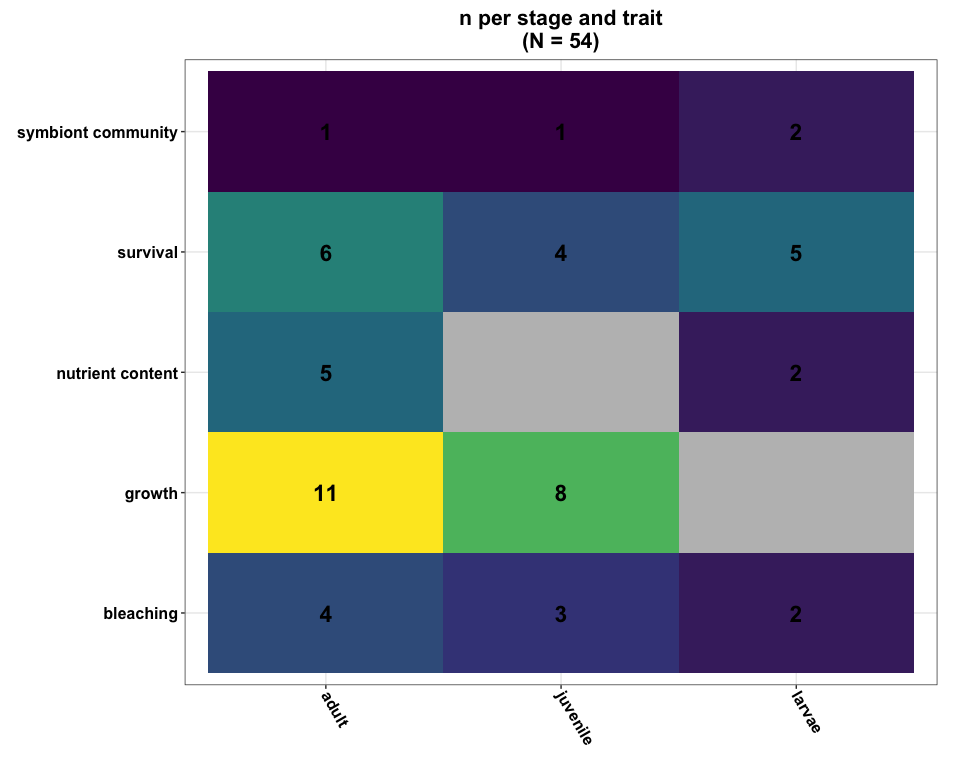 n per stage and trait
(N = 54)
symbiont community 1 1 2
survival 6 4 5
nutrient content 5 2
growth 11 8
bleaching 4 3 2
adult juvenile larvae